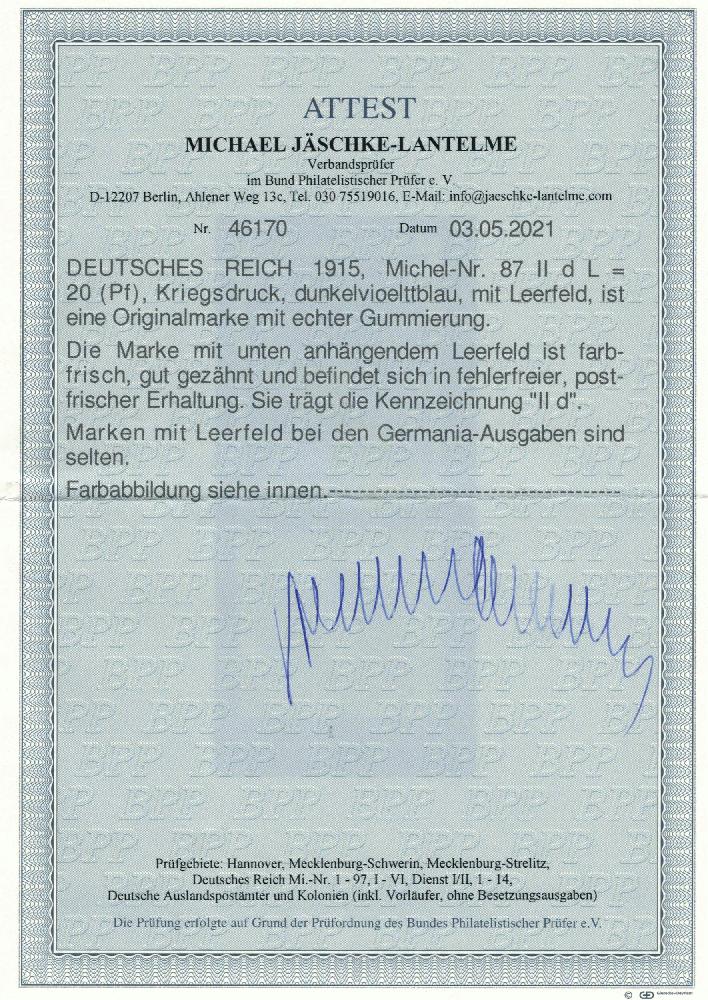 ATTEST
MICHAEL JÄSCHKE-LANTELME
Verbandsprüfer
im Bund Philatelistischer Prüfer e. V.
D-12207 Berlin, Ahlener Weg 13c, Tel. 030 75519016, E-Mail: info@jaeschke-lantelme.com
Nr. 46170 Datum 03.05.2021
DEUTSCHES REICH 1915, Michel-Nr. 87 II d L =
20 (Pf), Kriegsdruck, dunkelvioelttblau, mit Leerfeld, ist
eine Originalmarke mit echter Gummierung.
Die Marke mit unten anhängendem Leerfeld ist farb-
frisch, gut gezähnt und befindet sich in fehlerfreier, post-
frischer Erhaltung. Sie trägt die Kennzeichnung "II d".
Marken mit Leerfeld bei den Germania-Ausgaben sind
selten.
Farbabbildung siehe innen.------------------------------------------
Prüfgebiete: Hannover, Mecklenburg-Schwerin, Mecklenburg-Strelitz,
Deutsches Reich Mi.-Nr. 1 - 97, I - VI, Dienst I/II, 1 - 14,
Deutsche Auslandspostämter und Kolonien (inkl. Vorläufer, ohne Besetzungsausgaben)
Die Prüfung erfolgte auf Grund der Prüfordnung des Bundes Philatelistischer Prüfer e.V.